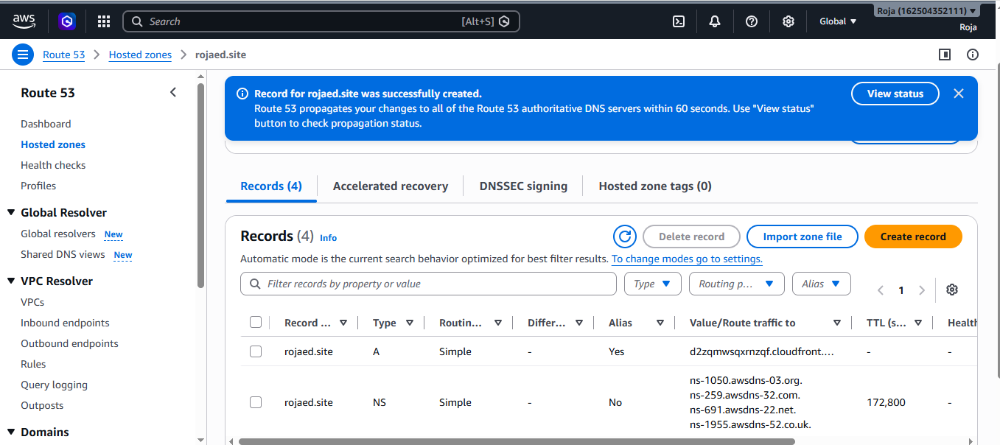 aws
Search
[Alt+S]
Global
Roja (162504352111)
Roja
Route 53
Hosted zones
rojaed.site
Route 53
Dashboard
Hosted zones
Health checks
Profiles
Global Resolver
Global resolvers New
Shared DNS views New
VPC Resolver
VPCs
Inbound endpoints
Outbound endpoints
Rules
Query logging
Outposts
Domains
Record for rojaed.site was successfully created.
Route 53 propagates your changes to all of the Route 53 authoritative DNS servers within 60 seconds. Use "View status"
button to check propagation status.
View status
Records (4)
Accelerated recovery
DNSSEC signing
Hosted zone tags (0)
Records (4) Info
Delete record
Import zone file
Create record
Automatic mode is the current search behavior optimized for best filter results. To change modes go to settings.
Filter records by property or value
Type
Routing p...
Alias
1
Record ... Type Routin... Differ... Alias Value/Route traffic to TTL (s... Health
rojaed.site A Simple - Yes d2zqmwsqxrnzqf.cloudfront.... - -
rojaed.site NS Simple - No
ns-1050.awsdns-03.org.
ns-259.awsdns-32.com.
ns-691.awsdns-22.net.
ns-1955.awsdns-52.co.uk.
172,800 -